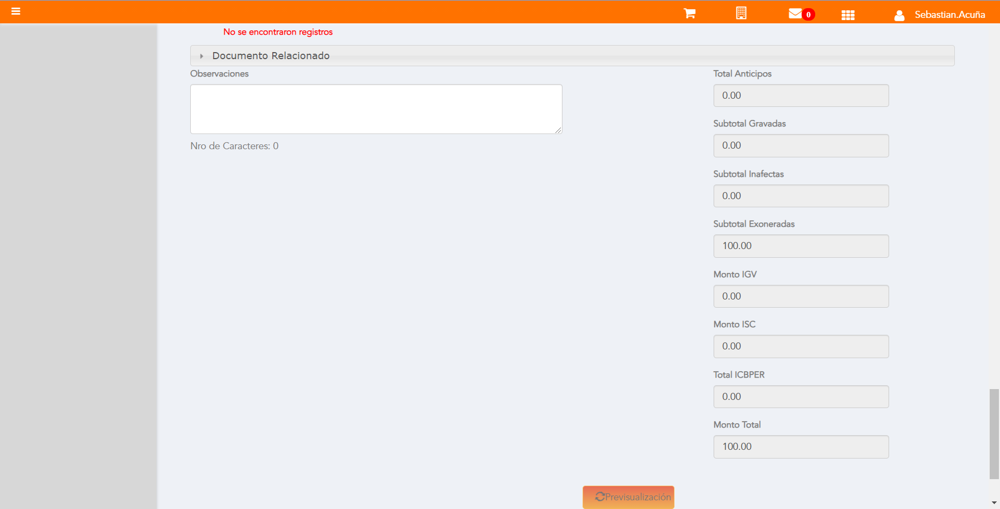 0
Sebastian.Acuña
No se encontraron registros
Documento Relacionado
Observaciones
Nro de Caracteres: 0
Total Anticipos
0.00
Subtotal Gravadas
0.00
Subtotal Inafectas
0.00
Subtotal Exoneradas
100.00
Monto IGV
0.00
Monto ISC
0.00
Total ICBPER
0.00
Monto Total
100.00
Previsualización